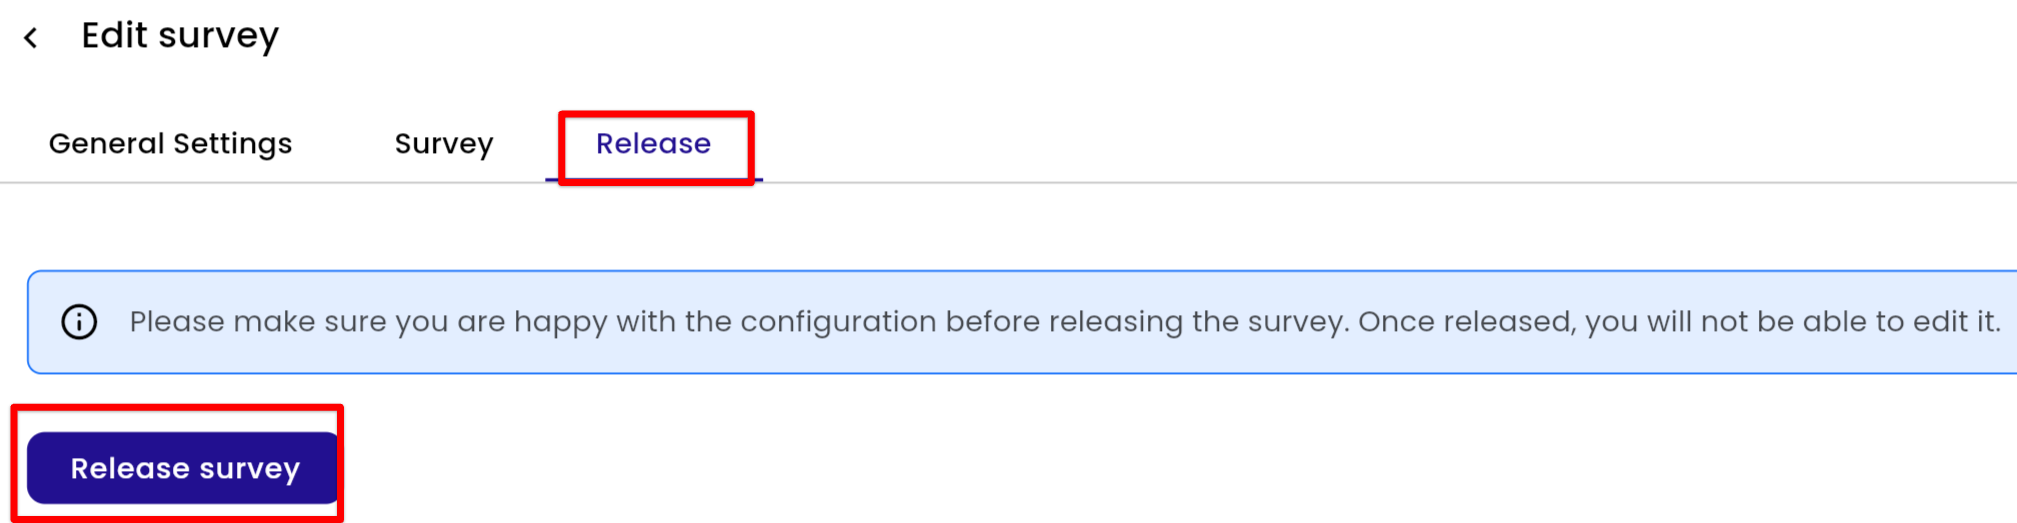 Edit survey
General Settings Survey Release
Please make sure you are happy with the configuration before releasing the survey. Once released, you will not be able to edit it.
Release survey